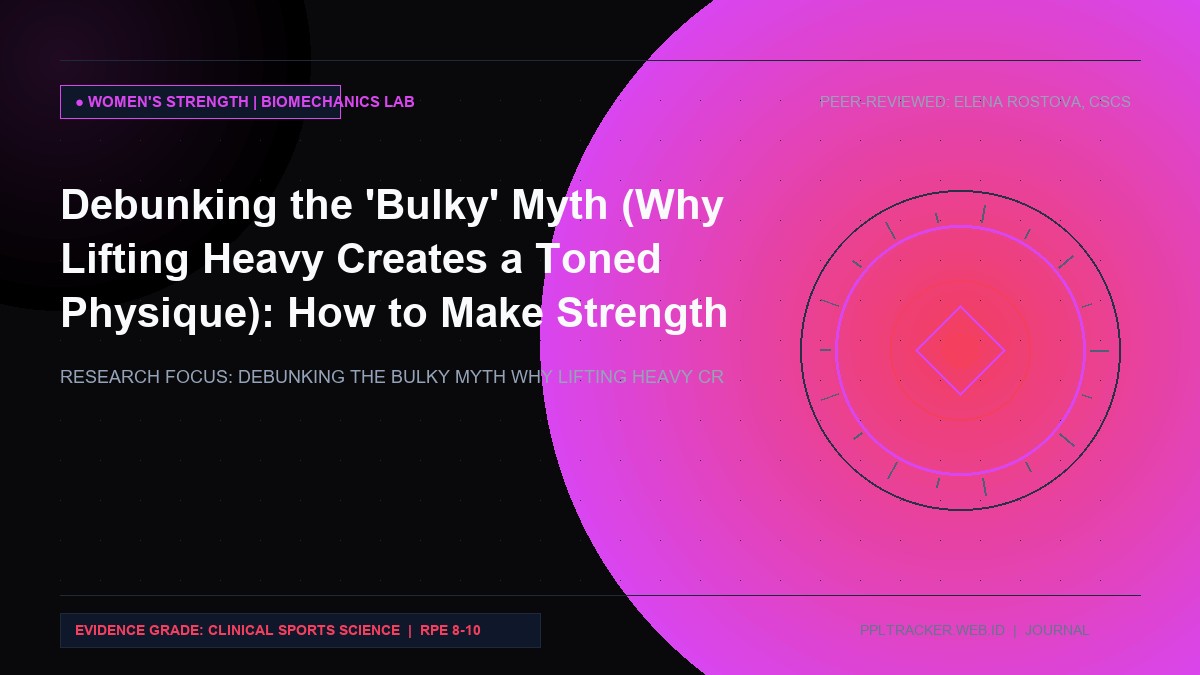 ● WOMEN'S STRENGTH | BIOMECHANICS LAB
PEER-REVIEWED: ELENA ROSTOVA, CSCS
Debunking the 'Bulky' Myth (Why
Lifting Heavy Creates a Toned
Physique): How to Make Strength
RESEARCH FOCUS: DEBUNKING THE BULKY MYTH WHY LIFTING HEAVY CR
EVIDENCE GRADE: CLINICAL SPORTS SCIENCE | RPE 8-10
PPLTRACKER.WEB.ID | JOURNAL